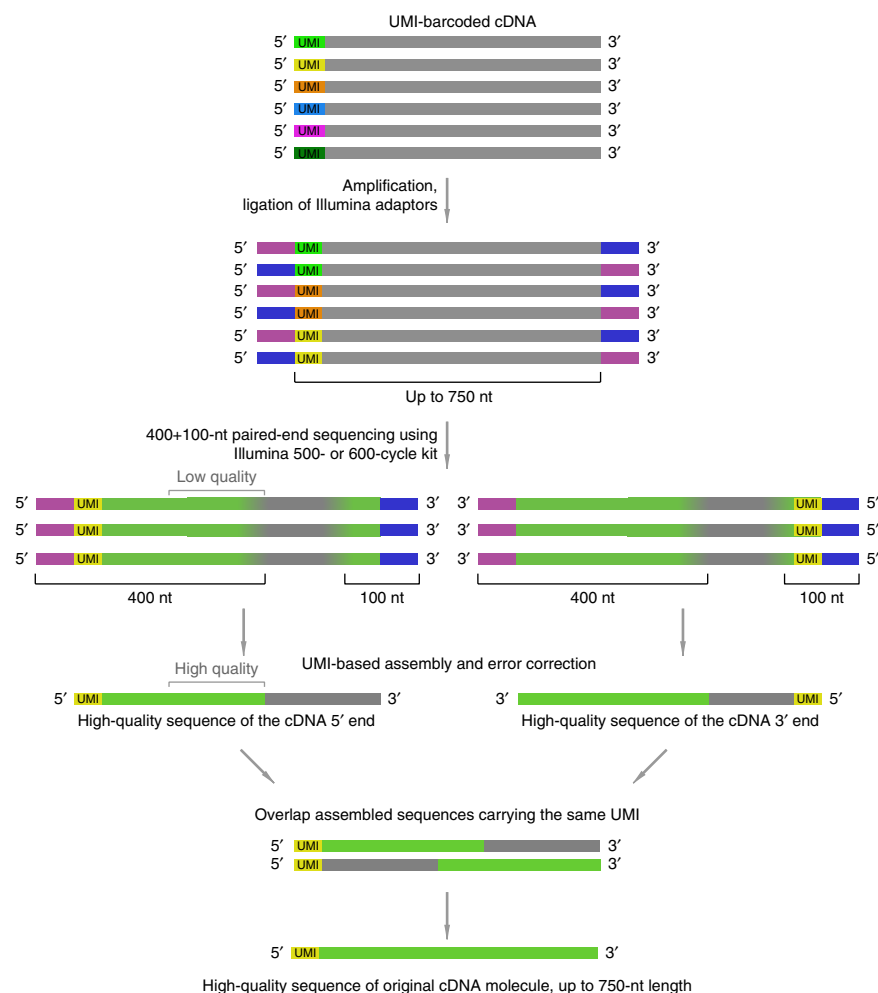 UMI-barcoded cDNA
5′ UMI 3′
5′ UMI 3′
5′ UMI 3′
5′ UMI 3′
5′ UMI 3′
5′ UMI 3′
Amplification,
ligation of Illumina adaptors
5′ UMI 3′
5′ UMI 3′
5′ UMI 3′
5′ UMI 3′
5′ UMI 3′
5′ UMI 3′
Up to 750 nt
400+100-nt paired-end sequencing using
Illumina 500- or 600-cycle kit
Low quality
5′ UMI 3′ 3′ UMI 5′
5′ UMI 3′ 3′ UMI 5′
5′ UMI 3′ 3′ UMI 5′
400 nt 100 nt 400 nt 100 nt
UMI-based assembly and error correction
High quality
5′ UMI 3′ 3′ UMI 5′
High-quality sequence of the cDNA 5′ end High-quality sequence of the cDNA 3′ end
Overlap assembled sequences carrying the same UMI
5′ UMI 3′
5′ UMI 3′
5′ UMI 3′
High-quality sequence of original cDNA molecule, up to 750-nt length